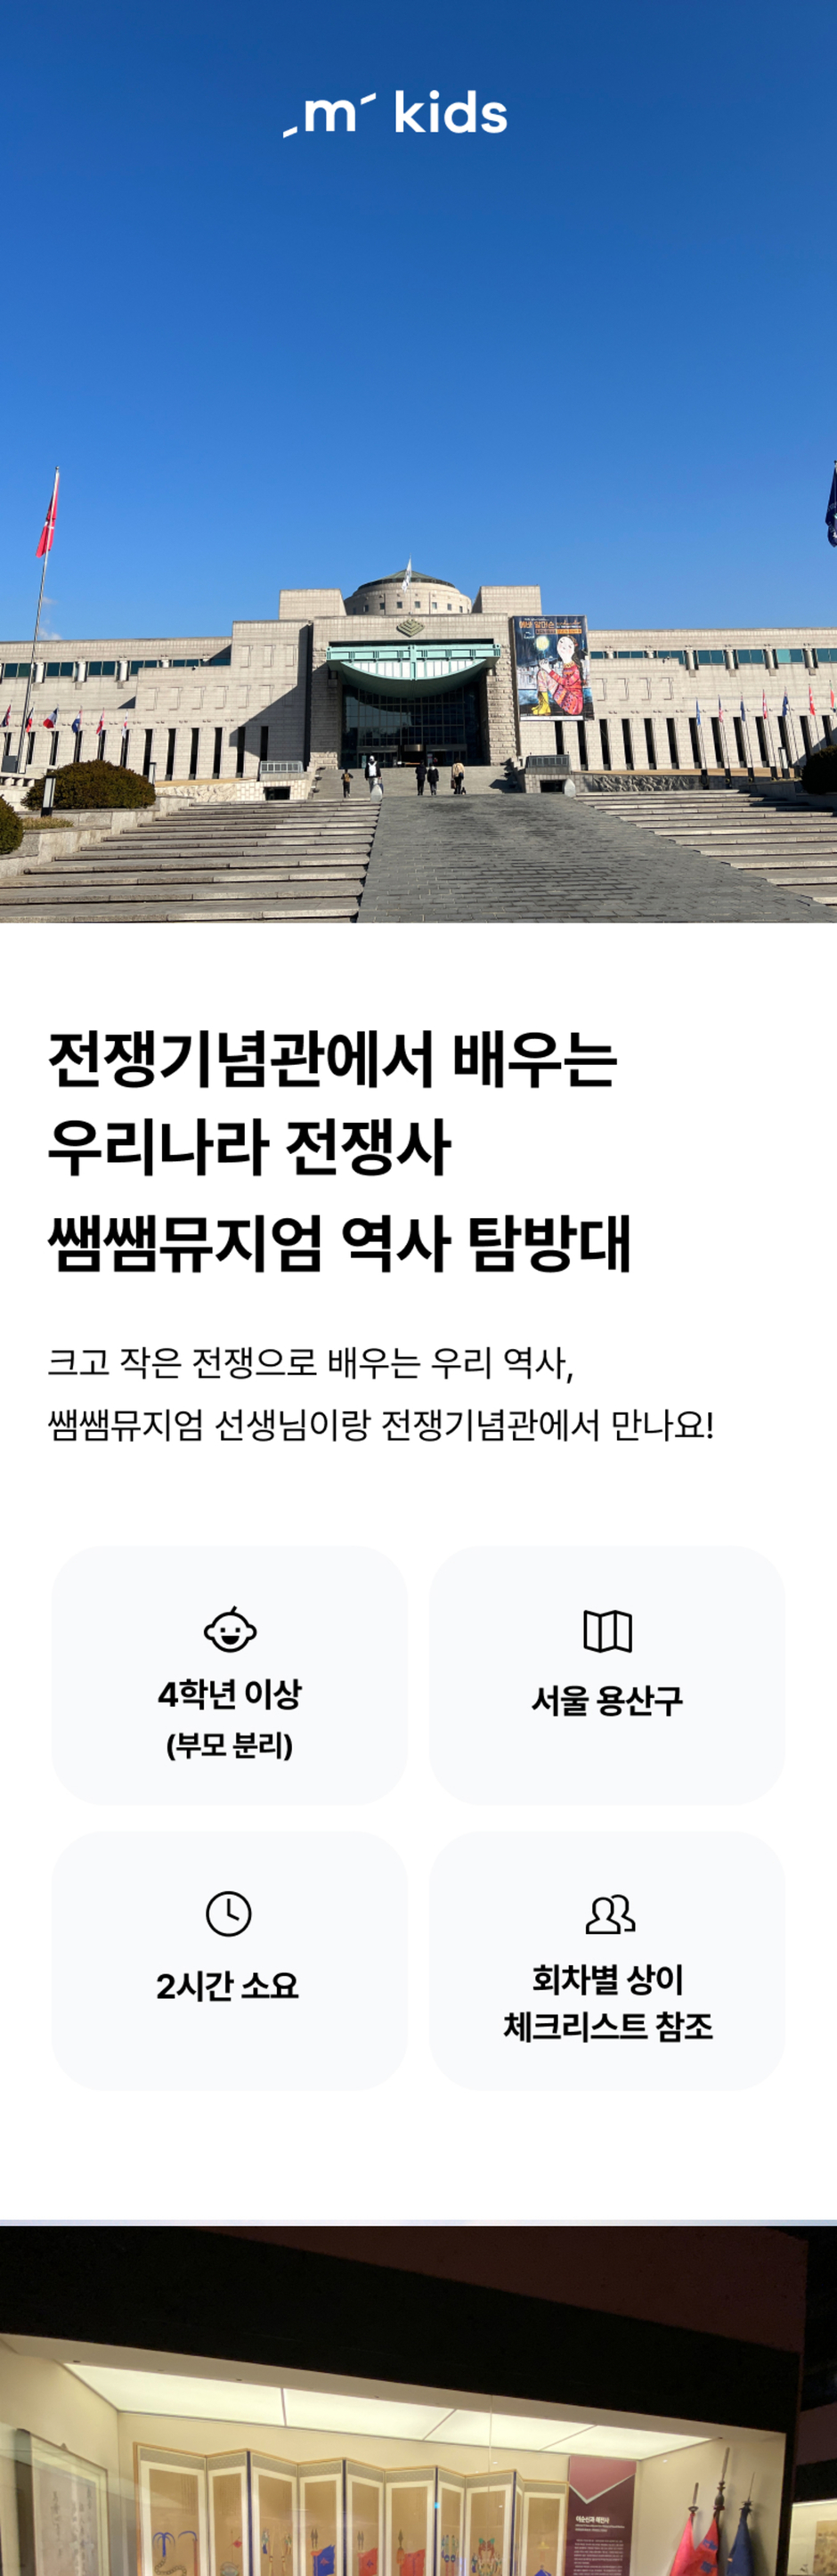 m kids
전쟁기념관에서 배우는
우리나라 전쟁사
쌤쌤뮤지엄 역사 탐방대
크고 작은 전쟁으로 배우는 우리 역사,
쌤쌤뮤지엄 선생님이랑 전쟁기념관에서 만나요!
4학년 이상
(부모 분리)
서울 용산구
2시간 소요
회차별 상이
체크리스트 참조